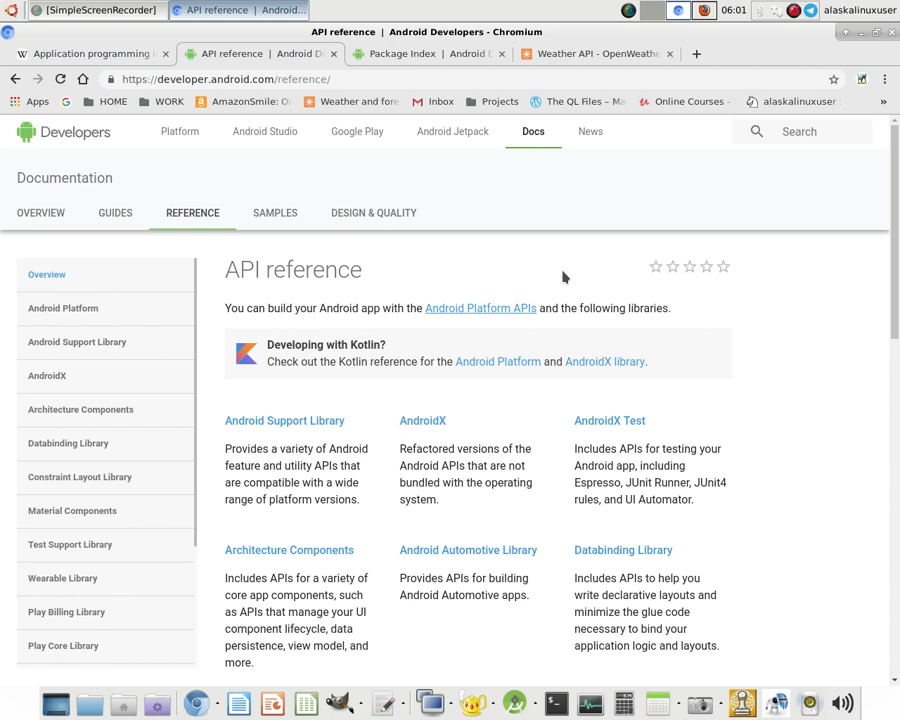 [SimpleScreenRecorder]
API reference | Android...
06:01
alaskalinuxuser
API reference | Android Developers - Chromium
Application programming
API reference | Android D
Package Index | Android D
Weather API - OpenWeathe
https://developer.android.com/reference/
Apps
HOME
WORK
AmazonSmile: O
Weather and fore
Inbox
Projects
The QL Files – Ma
Online Courses -
alaskalinuxuser
»
Developers
Platform
Android Studio
Google Play
Android Jetpack
Docs
News
Search
Documentation
OVERVIEW
GUIDES
REFERENCE
SAMPLES
DESIGN & QUALITY
Overview
Android Platform
Android Support Library
AndroidX
Architecture Components
Databinding Library
Constraint Layout Library
Material Components
Test Support Library
Wearable Library
Play Billing Library
Play Core Library
API reference
You can build your Android app with the Android Platform APIs and the following libraries.
Developing with Kotlin?
Check out the Kotlin reference for the Android Platform and AndroidX library.
Android Support Library
Provides a variety of Android
feature and utility APIs that
are compatible with a wide
range of platform versions.
AndroidX
Refactored versions of the
Android APIs that are not
bundled with the operating
system.
AndroidX Test
Includes APIs for testing your
Android app, including
Espresso, JUnit Runner, JUnit4
rules, and UI Automator.
Architecture Components
Includes APIs for a variety of
core app components, such
as APIs that manage your UI
component lifecycle, data
persistence, view model, and
more.
Android Automotive Library
Provides APIs for building
Android Automotive apps.
Databinding Library
Includes APIs to help you
write declarative layouts and
minimize the glue code
necessary to bind your
application logic and layouts.